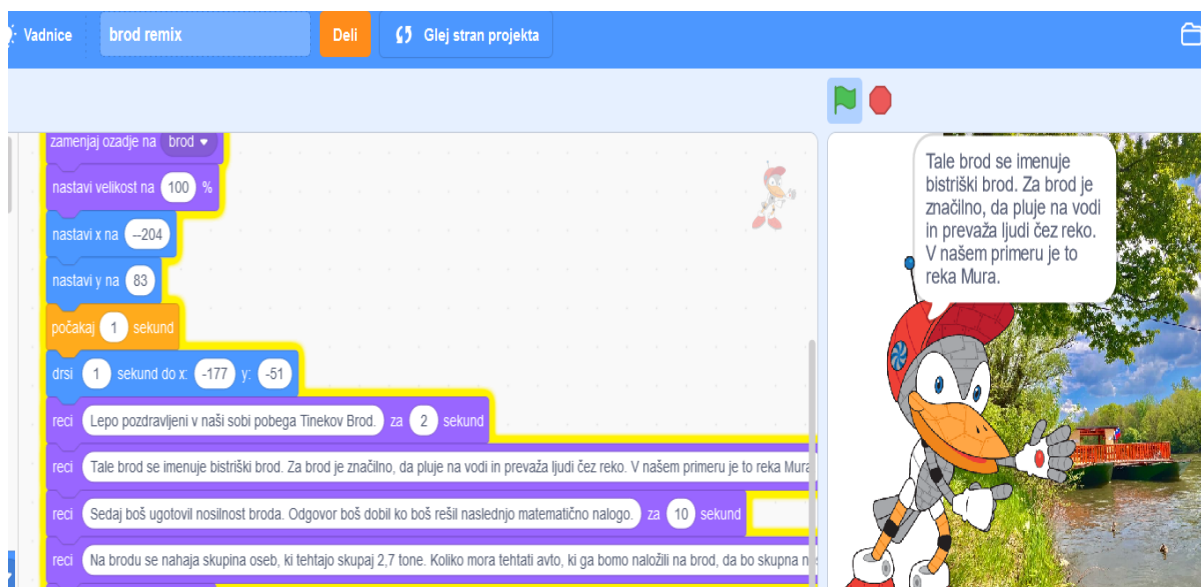 Vadnice brod remix Deli Glej stran projekta
zamenjaj ozadje na brod
nastavi velikost na 100 %
nastavi x na --204
nastavi y na 83
počakaj 1 sekund
drsi 1 sekund do x: -177 y: -51
reci Lepo pozdravljeni v naši sobi pobega Tinekov Brod. za 2 sekund
reci Tale brod se imenuje bistriški brod. Za brod je značilno, da pluje na vodi in prevaža ljudi čez reko. V našem primeru je to reka Mura
reci Sedaj boš ugotovil nosilnost broda. Odgovor boš dobil ko boš rešil naslednjo matematično nalogo. za 10 sekund
reci Na brodu se nahaja skupina oseb, ki tehtajo skupaj 2,7 tone. Koliko mora tehtati avto, ki ga bomo naložili na brod, da bo skupna
Tale brod se imenuje
bistriški brod. Za brod je
značilno, da pluje na vodi
in prevaža ljudi čez reko.
V našem primeru je to
reka Mura.